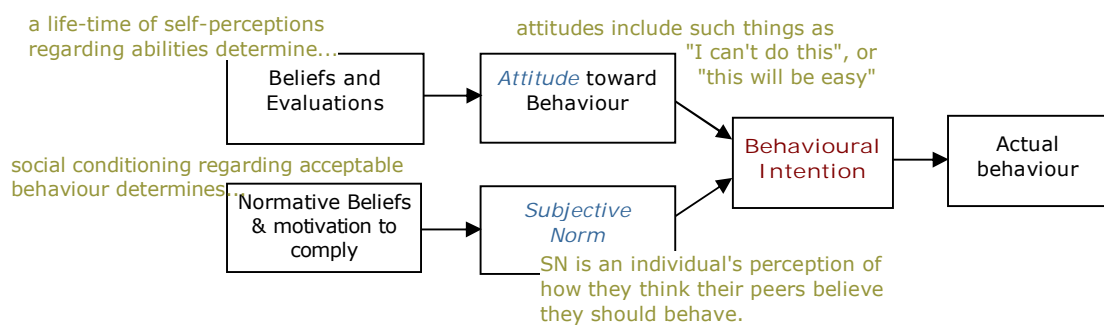 a life-time of self-perceptions
regarding abilities determine...
attitudes include such things as
"I can't do this", or
"this will be easy"
Beliefs and
Evaluations
Attitude toward
Behaviour
Behavioural
Intention
Actual
behaviour
social conditioning regarding acceptable
behaviour determines...
Normative Beliefs
& motivation to
comply
Subjective
Norm
SN is an individual's perception of
how they think their peers believe
they should behave.